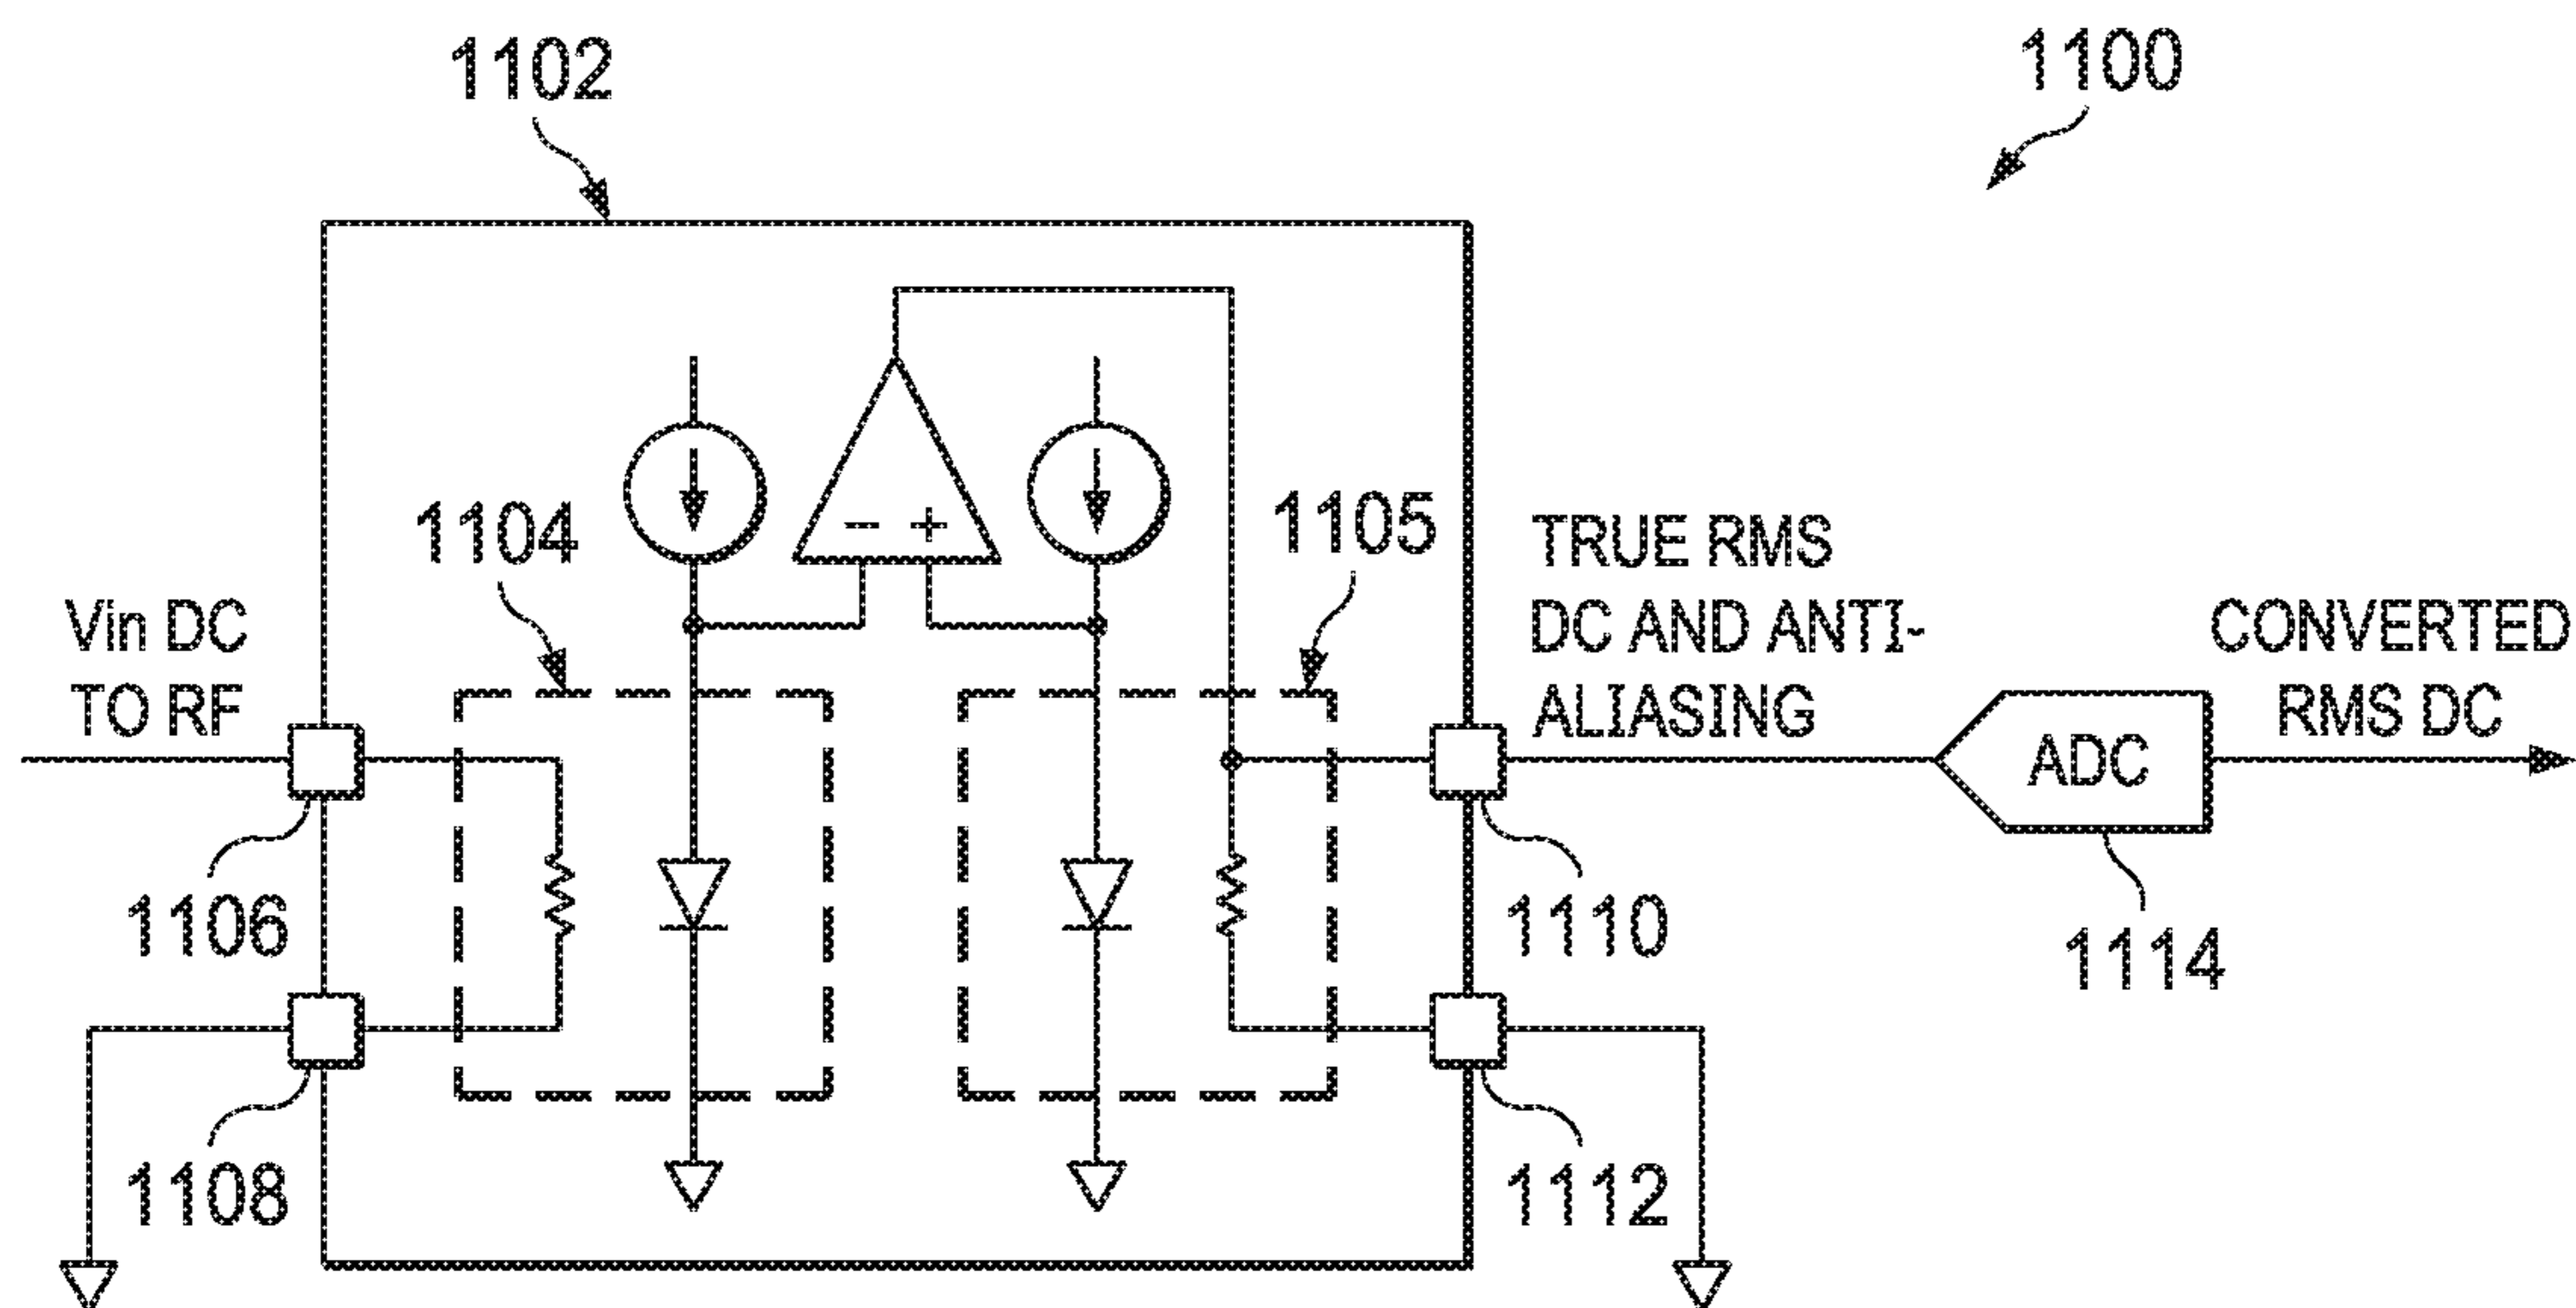 1102
1100
1104
1105
Vin DC
TO RF
- +
TRUE RMS
DC AND ANTI-
ALIASING
CONVERTED
RMS DC
ADC
1106
1110
1114
1108
1112